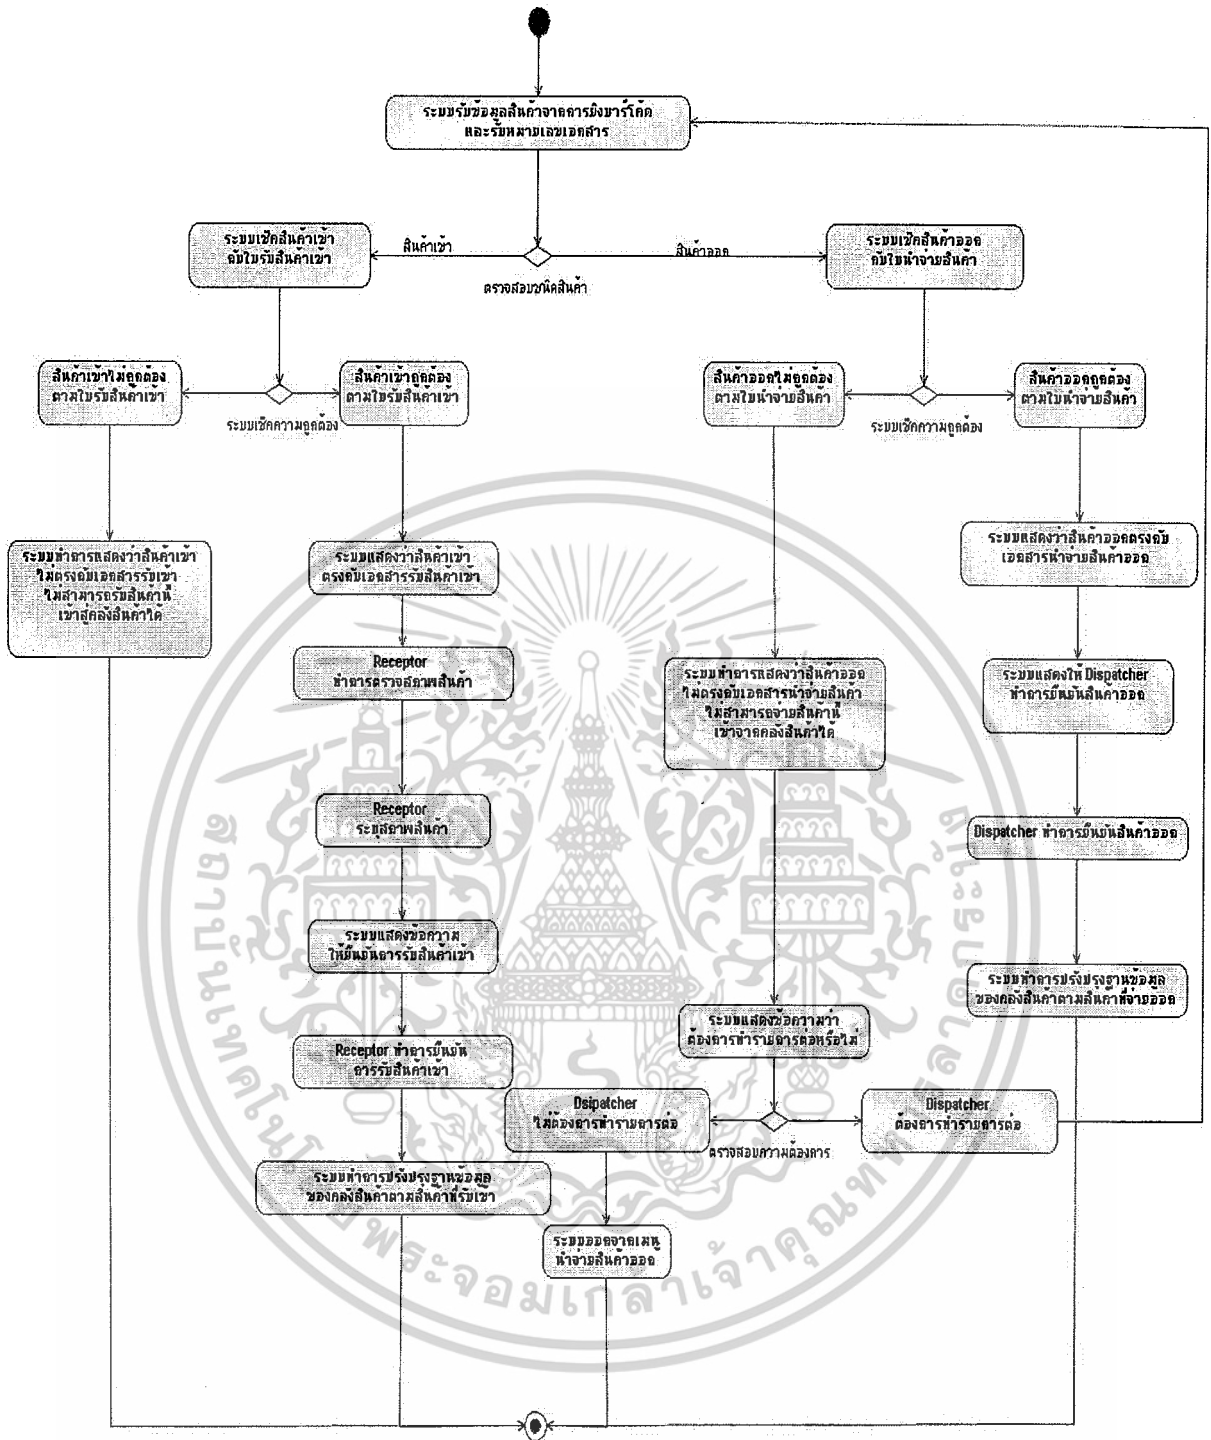 ระบบรับข้อมูลสินค้าจากการยิงบาร์โค้ด
และรับหมายเลขเอกสาร
ระบบเช็คสินค้าเข้า
กับใบรับสินค้าเข้า
สินค้าเข้า
สินค้าออก
ระบบเช็คสินค้าออก
กับใบนำจ่ายสินค้า
ตรวจสอบชนิดสินค้า
สินค้าเข้าไม่ถูกต้อง
ตามใบรับสินค้าเข้า
สินค้าเข้าถูกต้อง
ตามใบรับสินค้าเข้า
ระบบเช็คความถูกต้อง
สินค้าออกไม่ถูกต้อง
ตามใบนำจ่ายสินค้า
สินค้าออกถูกต้อง
ตามใบนำจ่ายสินค้า
ระบบเช็คความถูกต้อง
ระบบทำการแสดงว่าสินค้าเข้า
ไม่ตรงกับเอกสารรับเข้า
ไม่สามารถรับสินค้านี้
เข้าสู่คลังสินค้าได้
ระบบแสดงว่าสินค้าเข้า
ตรงกับเอกสารรับสินค้าเข้า
ระบบแสดงว่าสินค้าออกตรงกับ
เอกสารนำจ่ายสินค้าออก
Receptor
ทำการตรวจสภาพสินค้า
ระบบทำการแสดงว่าสินค้าออก
ไม่ตรงกับเอกสารนำจ่ายสินค้า
ไม่สามารถจ่ายสินค้านี้
เข้าจากคลังสินค้าได้
ระบบแสดงให้ Dispatcher
ทำการยืนยันสินค้าออก
Receptor
ระบุสภาพสินค้า
Dispatcher ทำการยืนยันสินค้าออก
ระบบแสดงข้อความ
ให้ยืนยันการรับสินค้าเข้า
ระบบทำการปรังปรุงฐานข้อมูล
ของคลังสินค้าตามสินค้าที่จ่ายออก
ระบบแสดงข้อความว่า
ต้องการทำรายการต่อหรือไม่
Receptor ทำการยืนยัน
การรับสินค้าเข้า
Dsipatcher
ไม่ต้องการทำรายการต่อ
Dispatcher
ต้องการทำรายการต่อ
ตรวจสอบความต้องการ
ระบบทำการปรังปรุงฐานข้อมูล
ของคลังสินค้าตามสินค้าที่รับเข้า
ระบบออกจากเมนู
นำจ่ายสินค้าออก
สถาบันเทคโนโลยีพระจอมเกล้าเจ้าคุณทหารลาดกระบัง